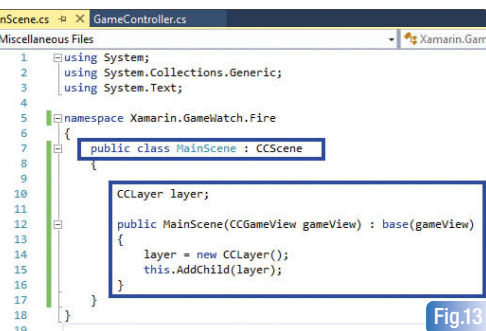 nScene.cs GameController.cs
Miscellaneous Files Xamarin.Gam
1 using System;
2 using System.Collections.Generic;
3 using System.Text;
4
5 namespace Xamarin.GameWatch.Fire
6 {
7 public class MainScene : CCScene
8 {
9
10 CCLayer layer;
11
12 public MainScene(CCGameView gameView) : base(gameView)
13 {
14 layer = new CCLayer();
15 this.AddChild(layer);
16 }
17 }
18 }
19
Fig.13